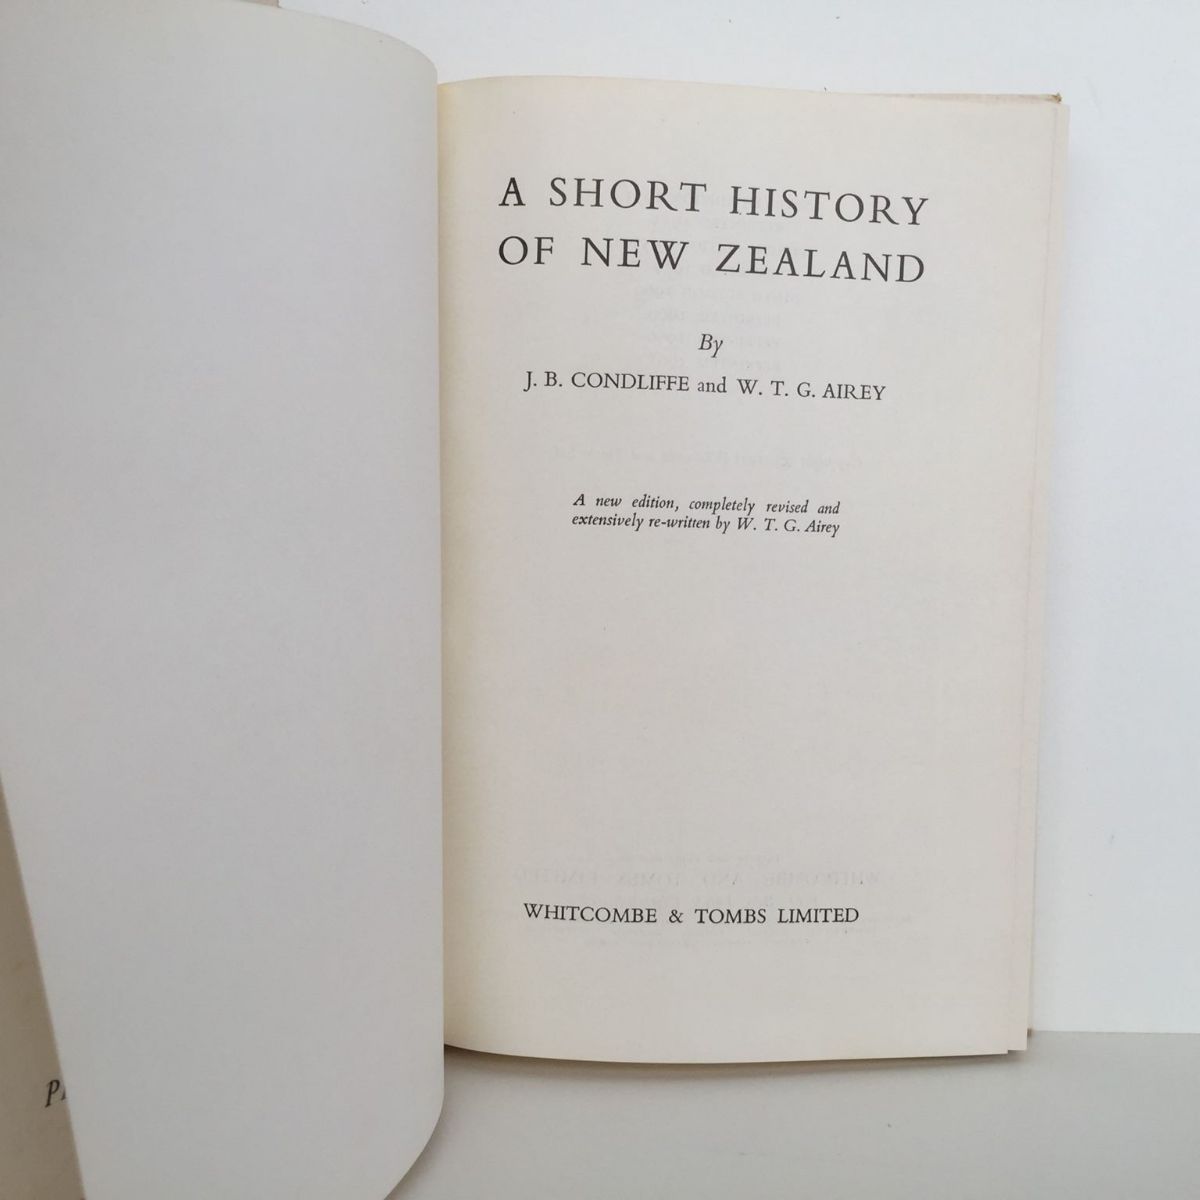 A SHORT HISTORY
OF NEW ZEALAND
By
J. B. CONDLIFFE and W. T. G. AIREY
A new edition, completely revised and
extensively re-written by W. T. G. Airey
WHITCOMBE & TOMBS LIMITED